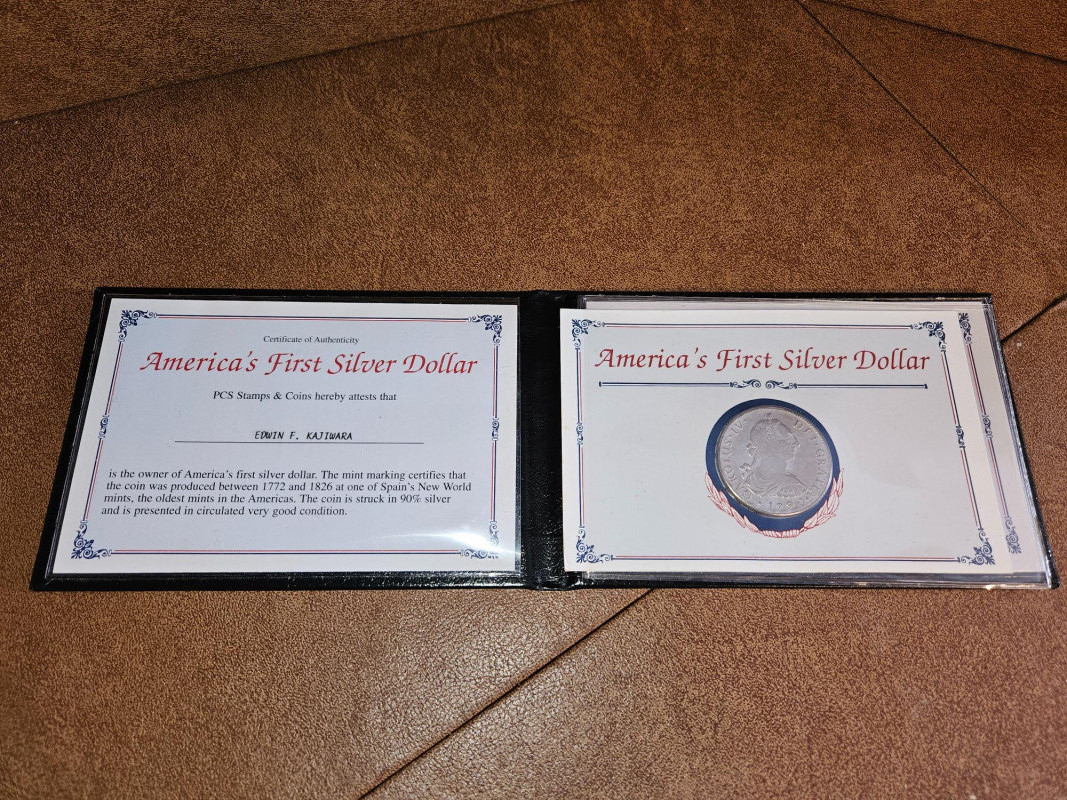 Certificate of Authenticity
America's First Silver Dollar
PCS Stamps & Coins hereby attests that
EDWIN F. KAJIWARA
is the owner of America's first silver dollar. The mint marking certifies that
the coin was produced between 1772 and 1826 at one of Spain's New World
mints, the oldest mints in the Americas. The coin is struck in 90% silver
and is presented in circulated very good condition.
America's First Silver Dollar
DEI GRATIA